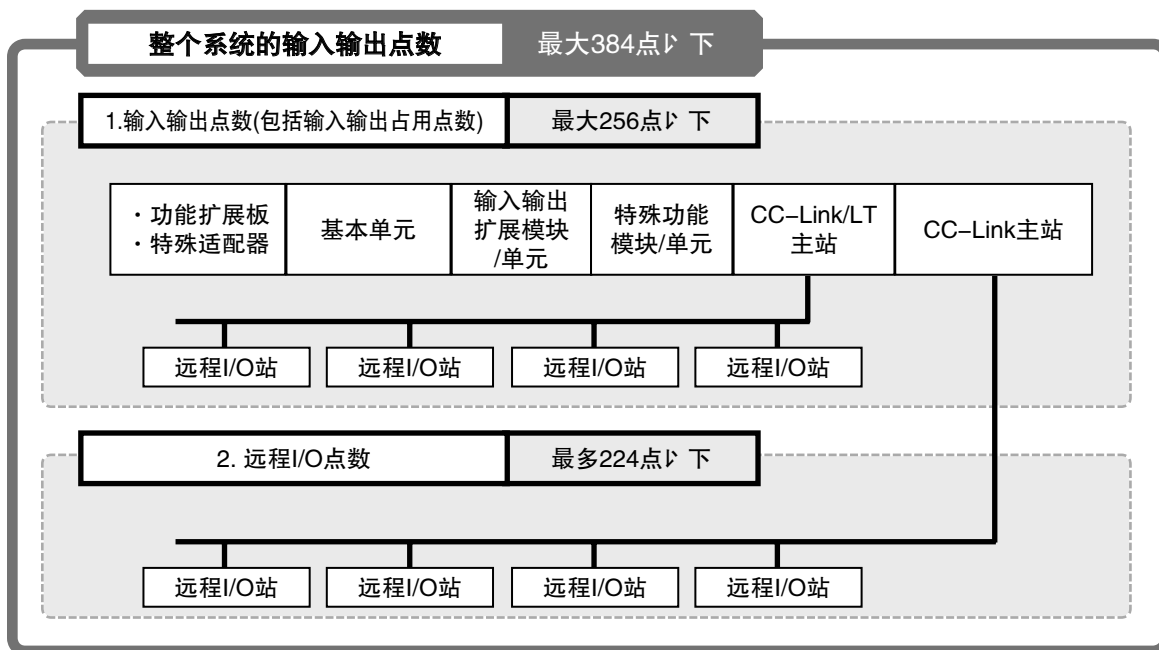 整个系统的输入输出点数
最大384点以下
1.输入输出点数(包括输入输出占用点数)
最大256点以下
・功能扩展板
・特殊适配器
基本单元
输入输出
扩展模块
/单元
特殊功能
模块/单元
CC–Link/LT
主站
CC–Link主站
远程I/O站
远程I/O站
远程I/O站
远程I/O站
2. 远程I/O点数
最多224点以下
远程I/O站
远程I/O站
远程I/O站
远程I/O站